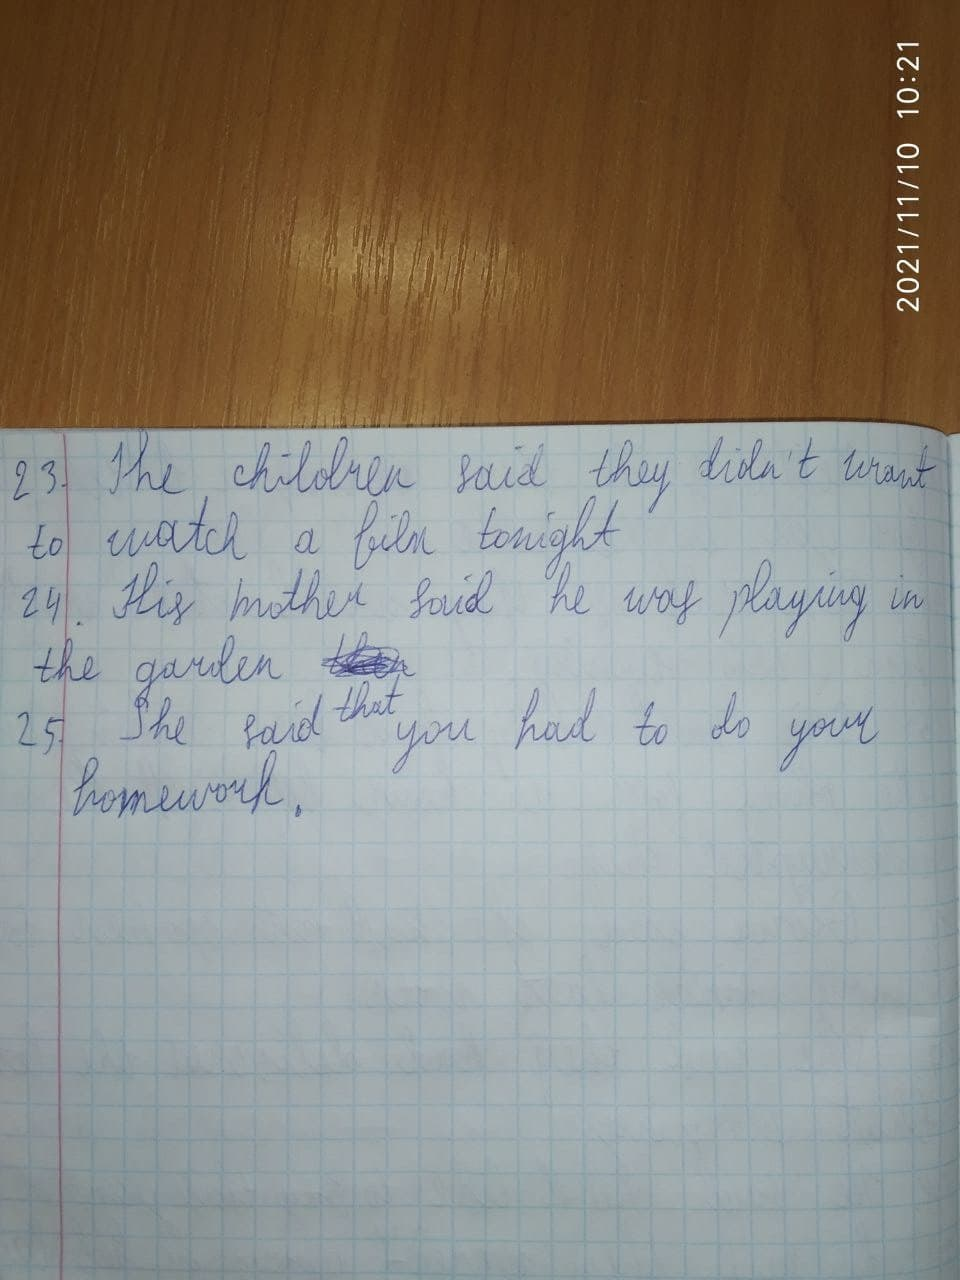 2021/11/10 10:21
23. The children said they didn't want
to watch a film tonight
24. His mother said he was playing in
the garden
25. She said that you had to do your
homework.